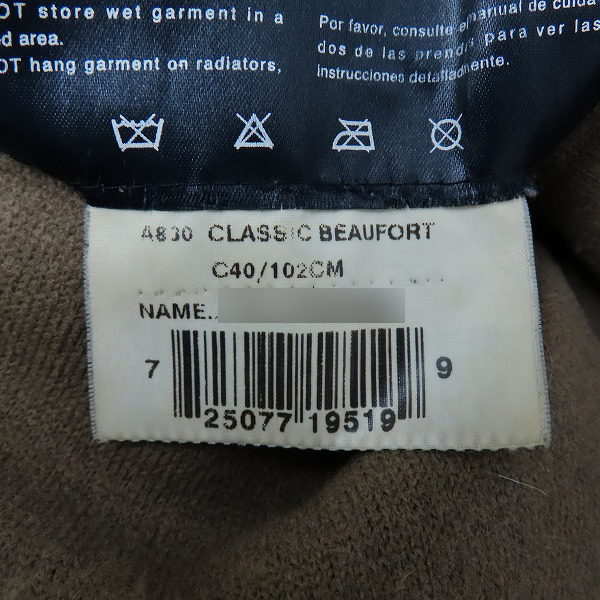 OT store wet garment in a
d area.
OT hang garment on radiators,
Por favor, consulte el manual de cuida
dos de las prendas para ver las
instrucciones detalladamente.
A830 CLASSIC BEAUFORT
C40/102CM
NAME..
7 25077 19519 9